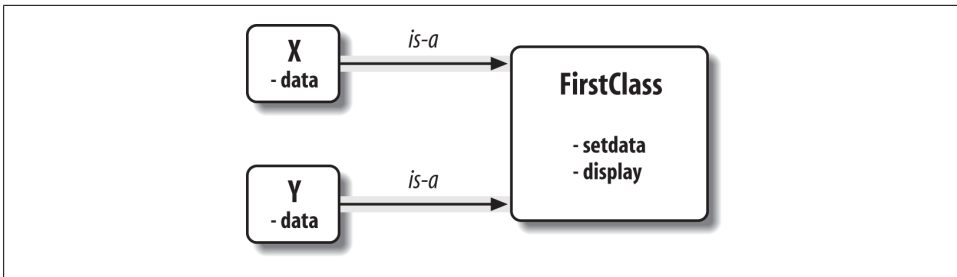 X
- data
is-a
FirstClass
- setdata
- display
Y
- data
is-a